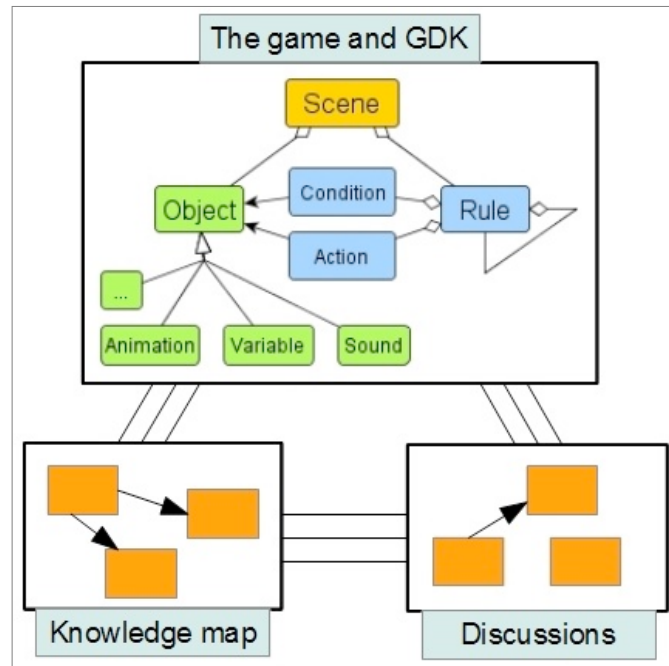 The game and GDK
Scene
Condition
Object
Rule
Action
...
Animation
Variable
Sound
Knowledge map
Discussions